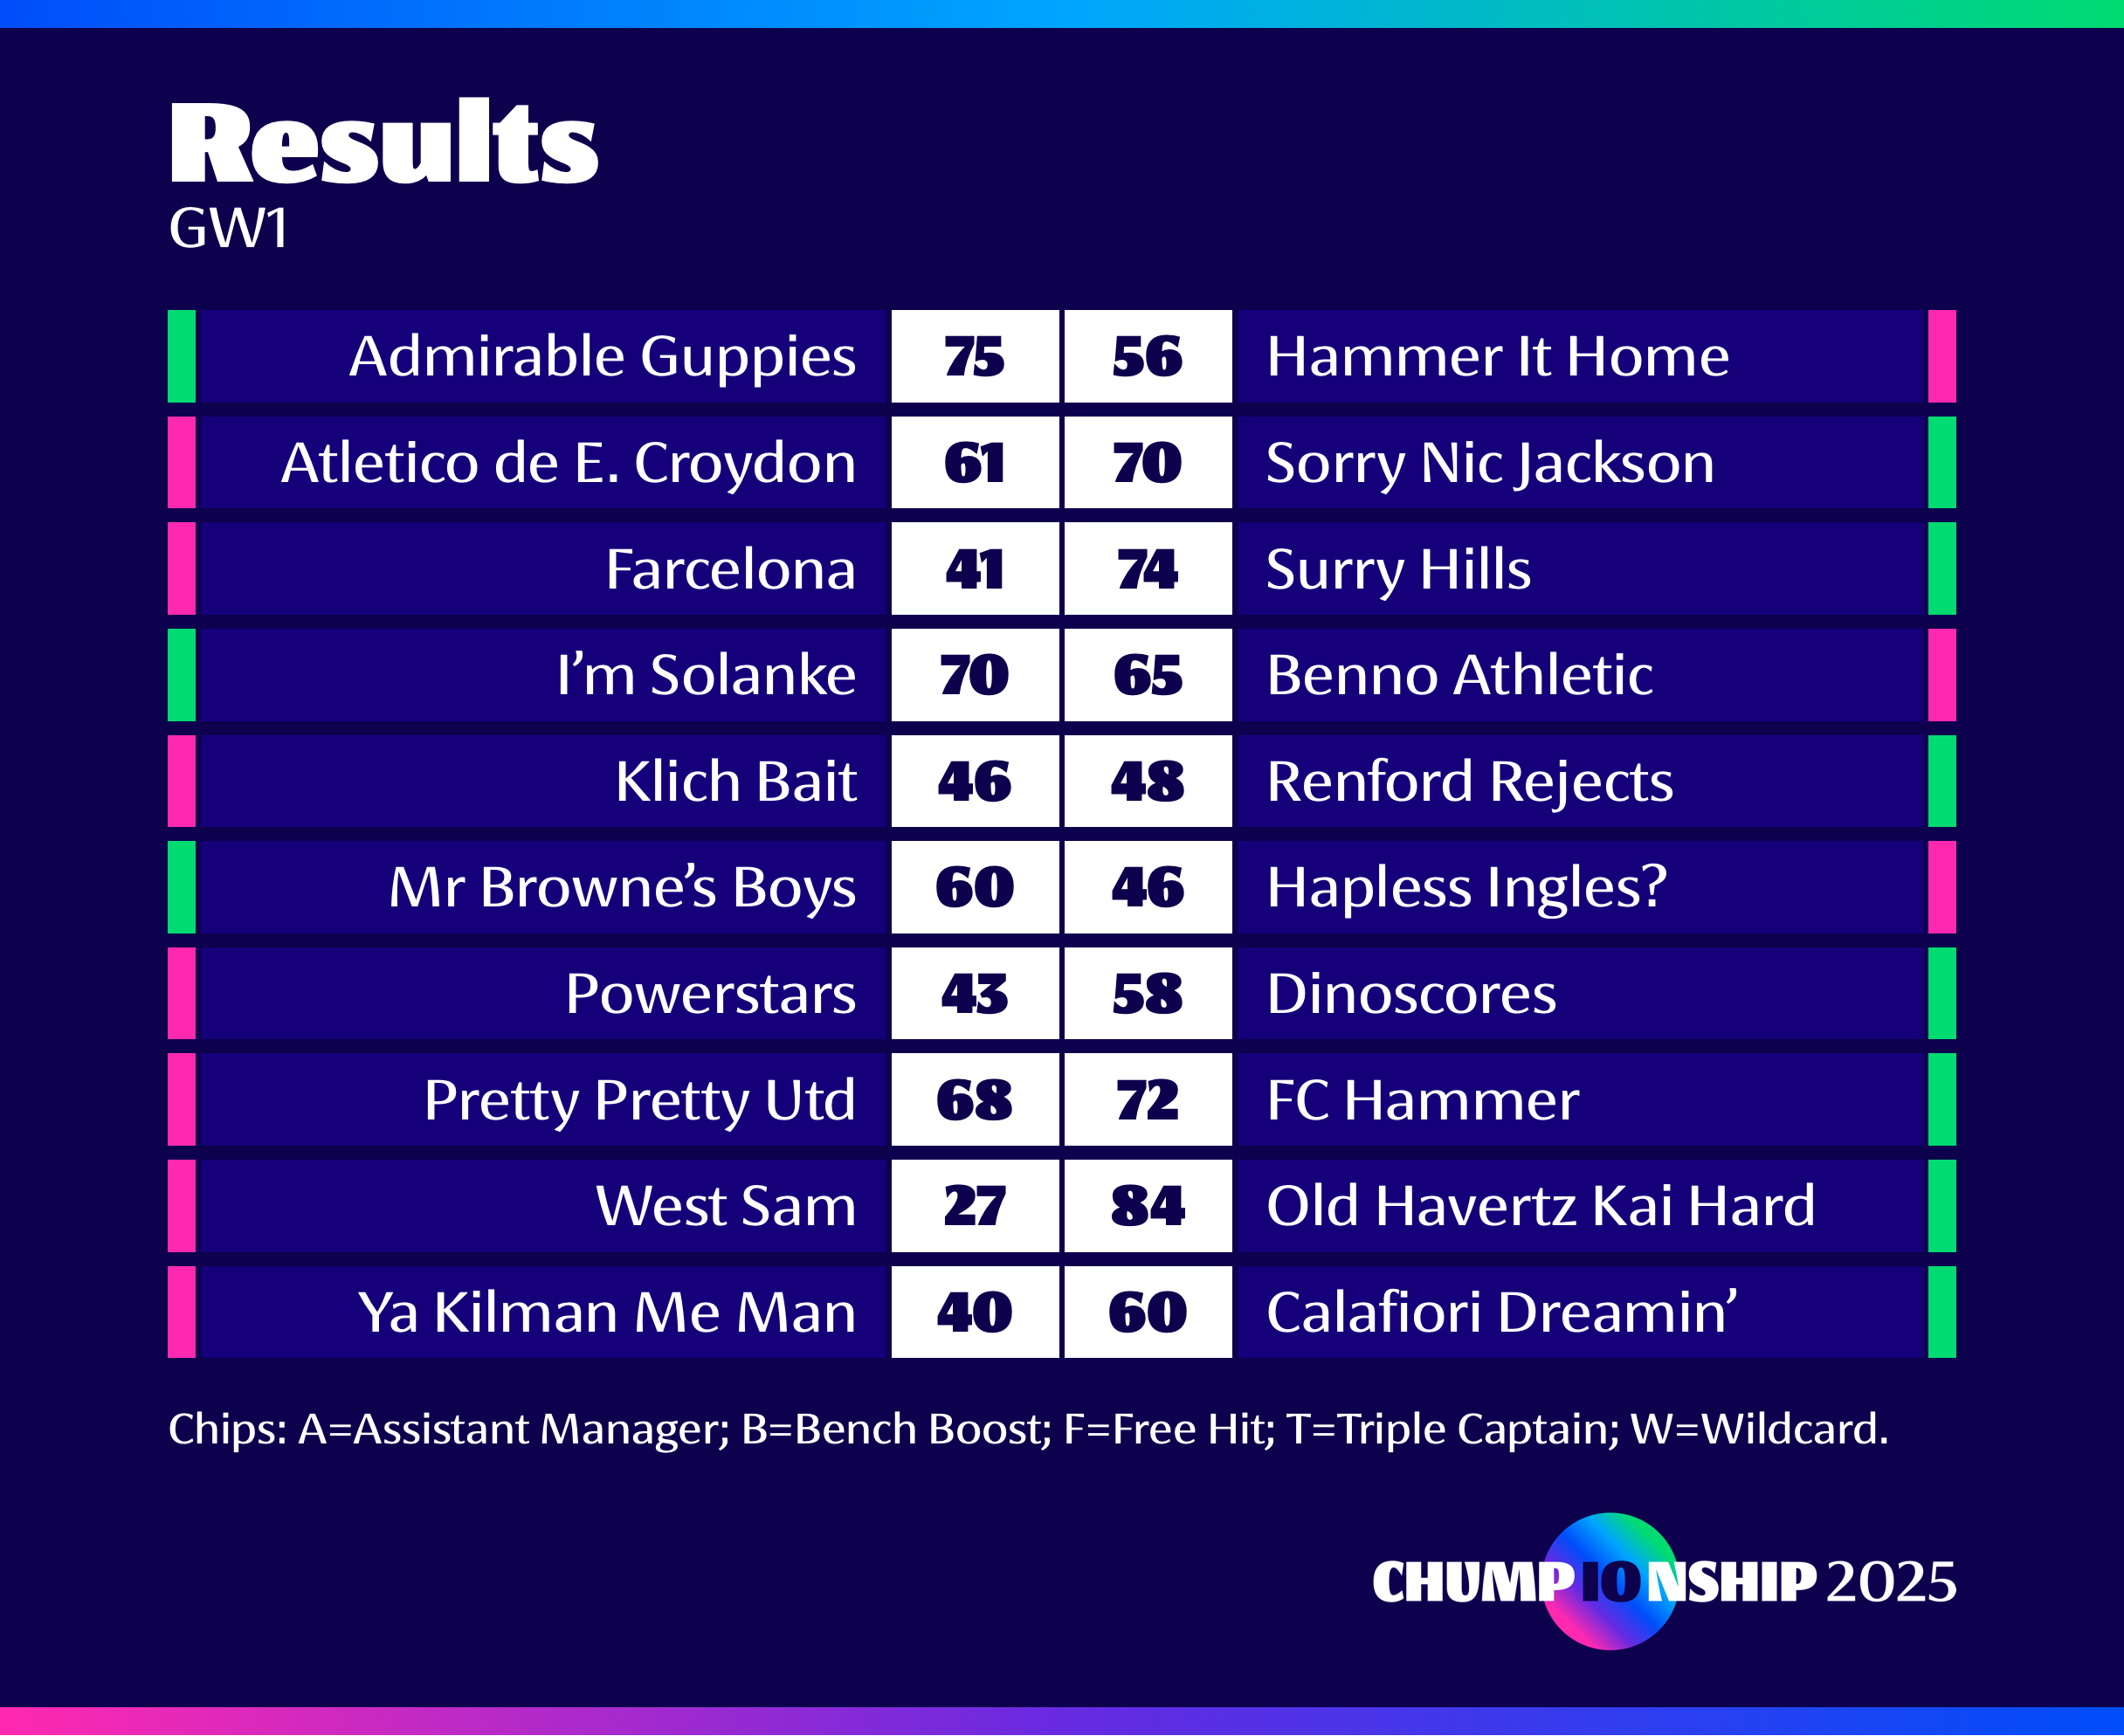 Results
GW1
Admirable Guppies 75 56 Hammer It Home
Atletico de E. Croydon 61 70 Sorry Nic Jackson
Farcelona 41 74 Surry Hills
I’m Solanke 70 65 Benno Athletic
Klich Bait 46 48 Renford Rejects
Mr Browne’s Boys 60 46 Hapless Ingles?
Powerstars 43 58 Dinoscores
Pretty Pretty Utd 68 72 FC Hammer
West Sam 27 84 Old Havertz Kai Hard
Ya Kilman Me Man 40 60 Calafiori Dreamin’
Chips: A=Assistant Manager; B=Bench Boost; F=Free Hit; T=Triple Captain; W=Wildcard.
CHUMPIONSHIP 2025